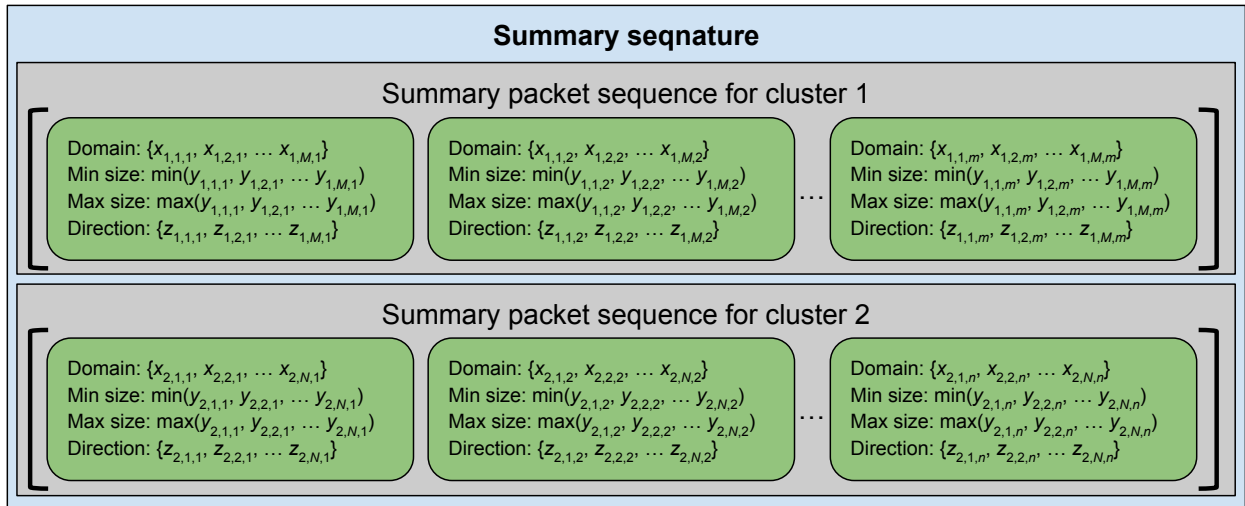 Summary seqnature
Summary packet sequence for cluster 1
Domain: {x1,1,1, x1,2,1, … x1,M,1}
Min size: min(y1,1,1, y1,2,1, … y1,M,1)
Max size: max(y1,1,1, y1,2,1, … y1,M,1)
Direction: {z1,1,1, z1,2,1, … z1,M,1}
Domain: {x1,1,2, x1,2,2, … x1,M,2}
Min size: min(y1,1,2, y1,2,2, … y1,M,2)
Max size: max(y1,1,2, y1,2,2, … y1,M,2)
Direction: {z1,1,2, z1,2,2, … z1,M,2}
…
Domain: {x1,1,m, x1,2,m, … x1,M,m}
Min size: min(y1,1,m, y1,2,m, … y1,M,m)
Max size: max(y1,1,m, y1,2,m, … y1,M,m)
Direction: {z1,1,m, z1,2,m, … z1,M,m}
Summary packet sequence for cluster 2
Domain: {x2,1,1, x2,2,1, … x2,N,1}
Min size: min(y2,1,1, y2,2,1, … y2,N,1)
Max size: max(y2,1,1, y2,2,1, … y2,N,1)
Direction: {z2,1,1, z2,2,1, … z2,N,1}
Domain: {x2,1,2, x2,2,2, … x2,N,2}
Min size: min(y2,1,2, y2,2,2, … y2,N,2)
Max size: max(y2,1,2, y2,2,2, … y2,N,2)
Direction: {z2,1,2, z2,2,2, … z2,N,2}
…
Domain: {x2,1,n, x2,2,n, … x2,N,n}
Min size: min(y2,1,n, y2,2,n, … y2,N,n)
Max size: max(y2,1,n, y2,2,n, … y2,N,n)
Direction: {z2,1,n, z2,2,n, … z2,N,n}